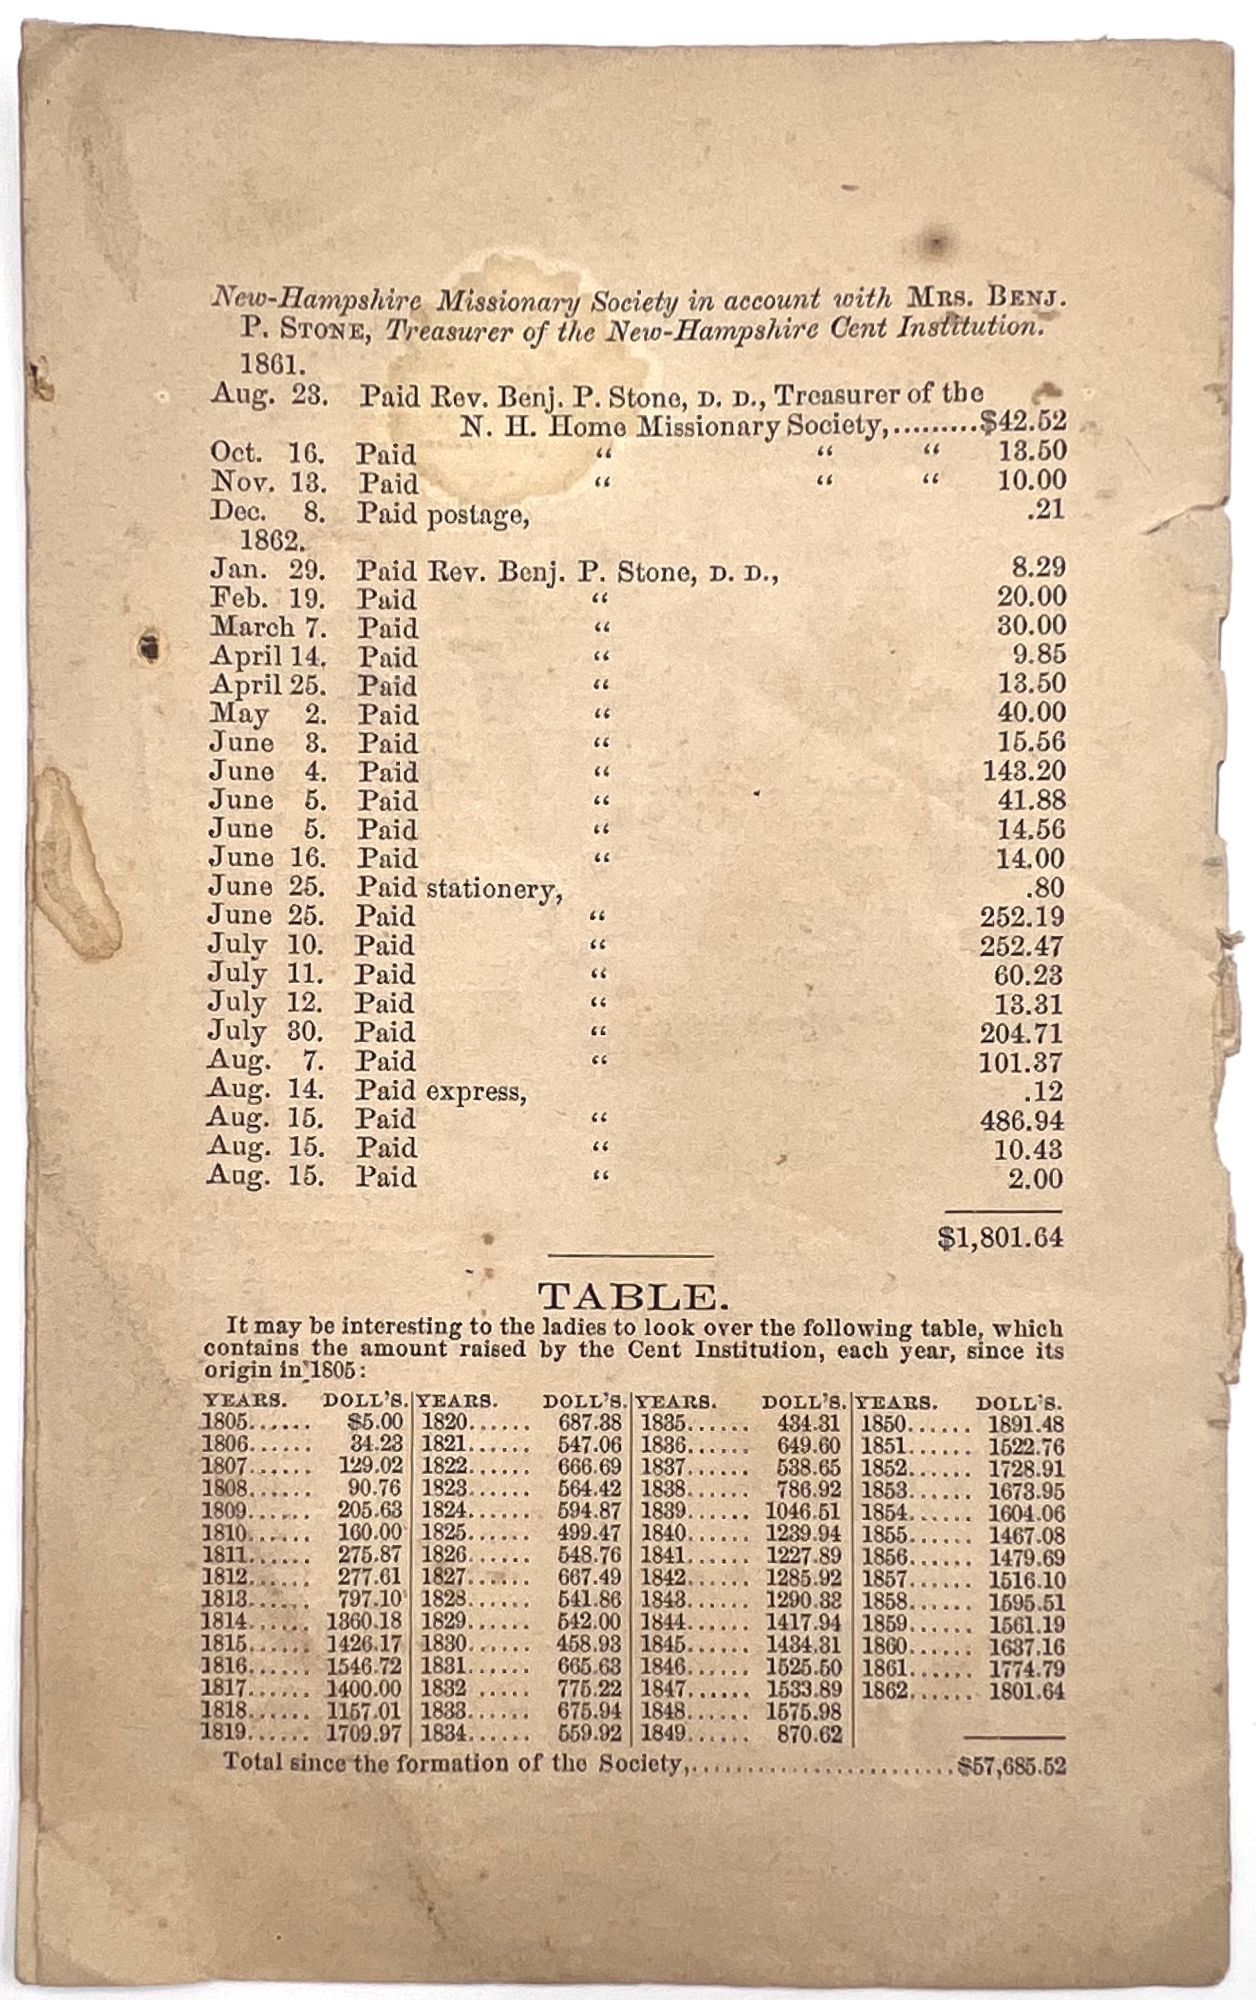 New-Hampshire Missionary Society in account with MRS. BENJ.
P. STONE, Treasurer of the New-Hampshire Cent Institution.
1861.
Aug. 23. Paid Rev. Benj. P. Stone, D. D., Treasurer of the
N. H. Home Missionary Society,.........$42.52
Oct. 16. Paid “ “ “ 13.50
Nov. 13. Paid “ “ “ 10.00
Dec. 8. Paid postage, .21
1862.
Jan. 29. Paid Rev. Benj. P. Stone, D. D., 8.29
Feb. 19. Paid “ 20.00
March 7. Paid “ 30.00
April 14. Paid “ 9.85
April 25. Paid “ 13.50
May 2. Paid “ 40.00
June 3. Paid “ 15.56
June 4. Paid “ 143.20
June 5. Paid “ 41.88
June 5. Paid “ 14.56
June 16. Paid “ 14.00
June 25. Paid stationery, .80
June 25. Paid “ 252.19
July 10. Paid “ 252.47
July 11. Paid “ 60.23
July 12. Paid “ 13.31
July 30. Paid “ 204.71
Aug. 7. Paid “ 101.37
Aug. 14. Paid express, .12
Aug. 15. Paid “ 486.94
Aug. 15. Paid “ 10.43
Aug. 15. Paid “ 2.00
$1,801.64
TABLE.
It may be interesting to the ladies to look over the following table, which
contains the amount raised by the Cent Institution, each year, since its
origin in 1805:
YEARS. DOLL'S. YEARS. DOLL'S. YEARS. DOLL'S. YEARS. DOLL'S.
1805...... $5.00 1820...... 687.38 1835...... 434.31 1850...... 1891.48
1806...... 34.23 1821...... 547.06 1836...... 649.60 1851...... 1522.76
1807...... 129.02 1822...... 666.69 1837...... 538.65 1852...... 1728.91
1808...... 90.76 1823...... 564.42 1838...... 786.92 1853...... 1673.95
1809...... 205.63 1824...... 594.87 1839...... 1046.51 1854...... 1604.06
1810...... 160.00 1825...... 499.47 1840...... 1239.94 1855...... 1467.08
1811...... 275.87 1826...... 548.76 1841...... 1227.89 1856...... 1479.69
1812...... 277.61 1827...... 667.49 1842...... 1285.92 1857...... 1516.10
1813...... 797.10 1828...... 541.86 1843...... 1290.33 1858...... 1595.51
1814...... 1360.18 1829...... 542.00 1844...... 1417.94 1859...... 1561.19
1815...... 1426.17 1830...... 458.93 1845...... 1434.31 1860...... 1637.16
1816...... 1546.72 1831...... 665.63 1846...... 1525.50 1861...... 1774.79
1817...... 1400.00 1832 ..... 775.22 1847...... 1533.89 1862...... 1801.64
1818...... 1157.01 1833...... 675.94 1848...... 1575.98
1819...... 1709.97 1834...... 559.92 1849...... 870.62
Total since the formation of the Society,........................$57,685.52